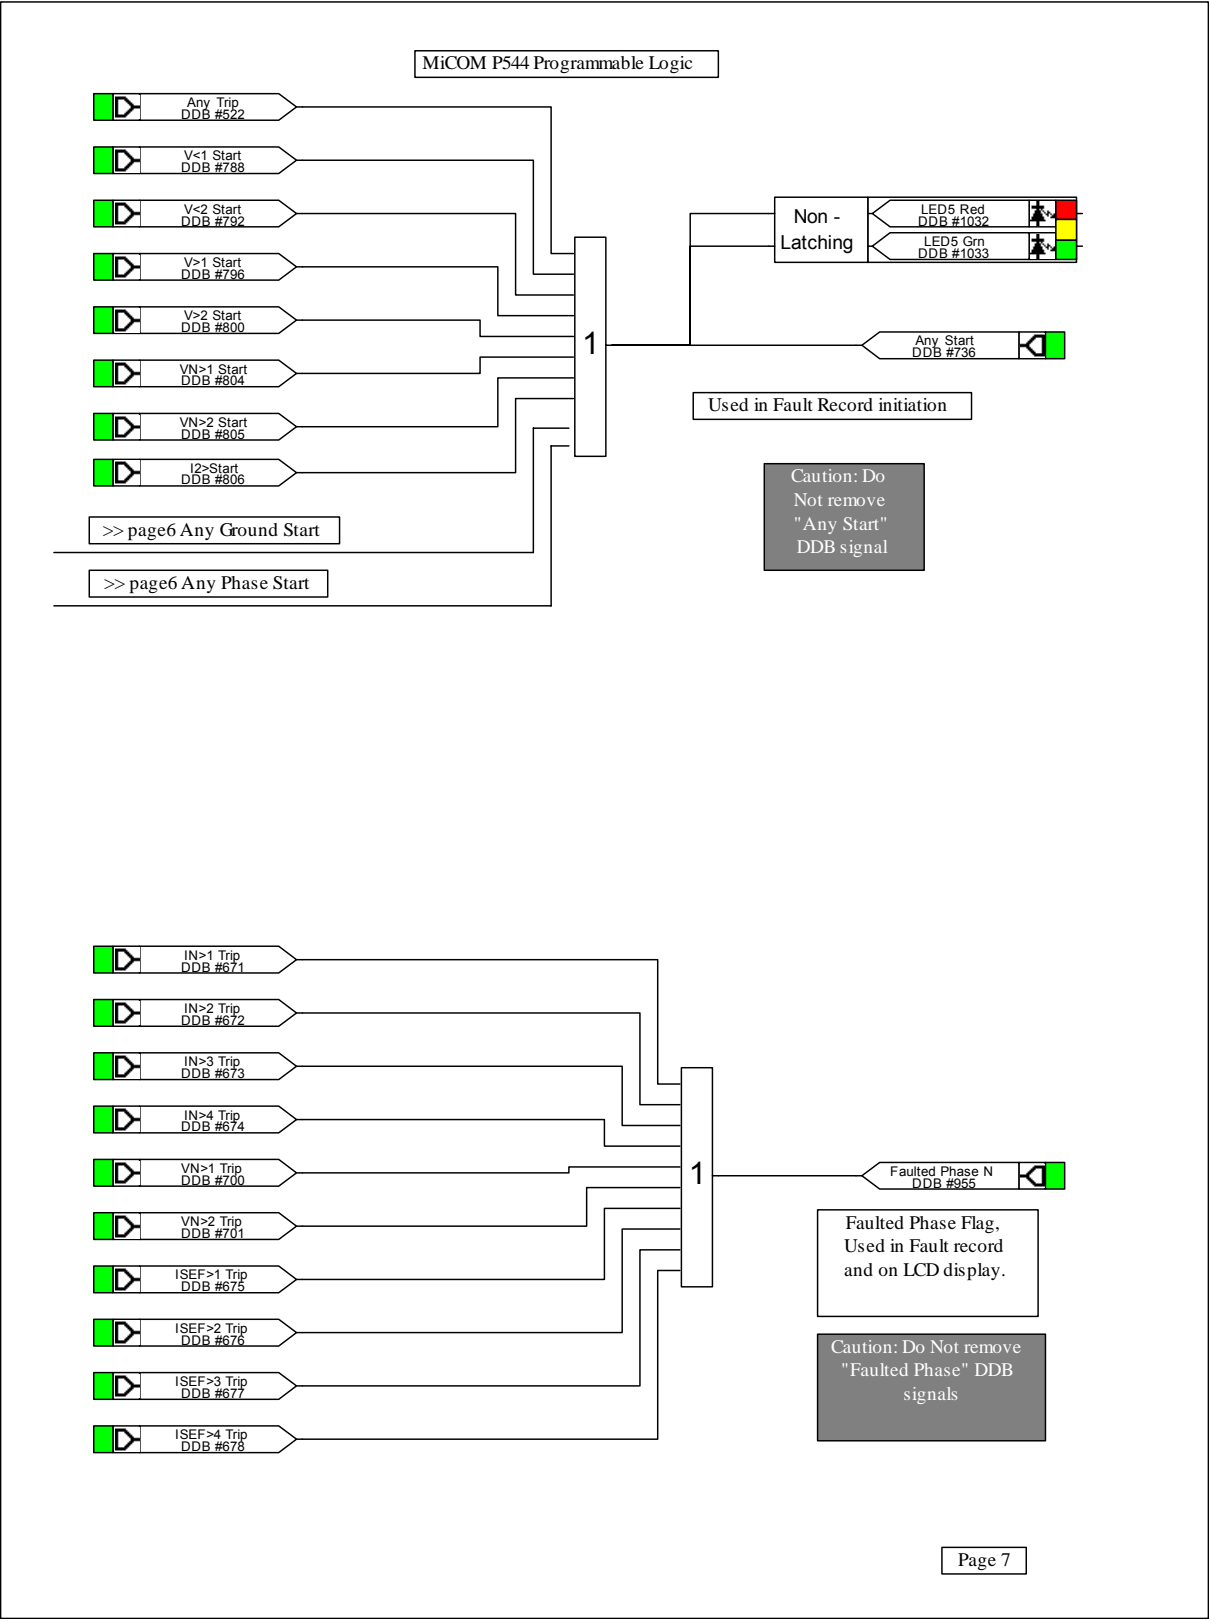 MiCOM P544 Programmable Logic
Any Trip
DDB #522
V<1 Start
DDB #788
V<2 Start
DDB #792
V>1 Start
DDB #796
V>2 Start
DDB #800
VN>1 Start
DDB #804
VN>2 Start
DDB #805
I2>Start
DDB #806
>> page6 Any Ground Start
>> page6 Any Phase Start
1
Non -
Latching
LED5 Red
DDB #1032
LED5 Grn
DDB #1033
Any Start
DDB #736
Used in Fault Record initiation
Caution: Do
Not remove
"Any Start"
DDB signal
IN>1 Trip
DDB #671
IN>2 Trip
DDB #672
IN>3 Trip
DDB #673
IN>4 Trip
DDB #674
VN>1 Trip
DDB #700
VN>2 Trip
DDB #701
ISEF>1 Trip
DDB #675
ISEF>2 Trip
DDB #676
ISEF>3 Trip
DDB #677
ISEF>4 Trip
DDB #678
1
Faulted Phase N
DDB #955
Faulted Phase Flag,
Used in Fault record
and on LCD display.
Caution: Do Not remove
"Faulted Phase" DDB
signals
Page 7